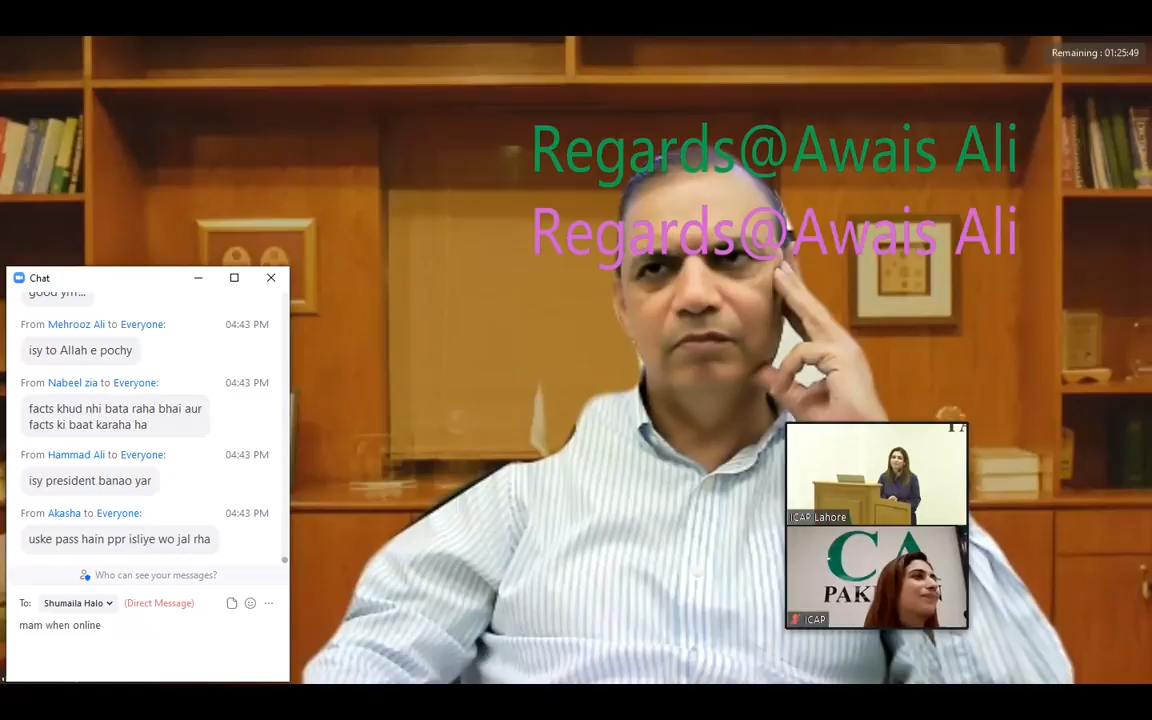 Remaining : 01:25:49
Regards@Awais Ali
Regards@Awais Ali
Chat
good ym...
From Mehrooz Ali to Everyone: 04:43 PM
isy to Allah e pochy
From Nabeel zia to Everyone: 04:43 PM
facts khud nhi bata raha bhai aur
facts ki baat karaha ha
From Hammad Ali to Everyone: 04:43 PM
isy president banao yar
From Akasha to Everyone: 04:43 PM
uske pass hain ppr isliye wo jal rha
Who can see your messages?
To: Shumaila Halo (Direct Message)
mam when online
ICAP Lahore
CA
ICAP